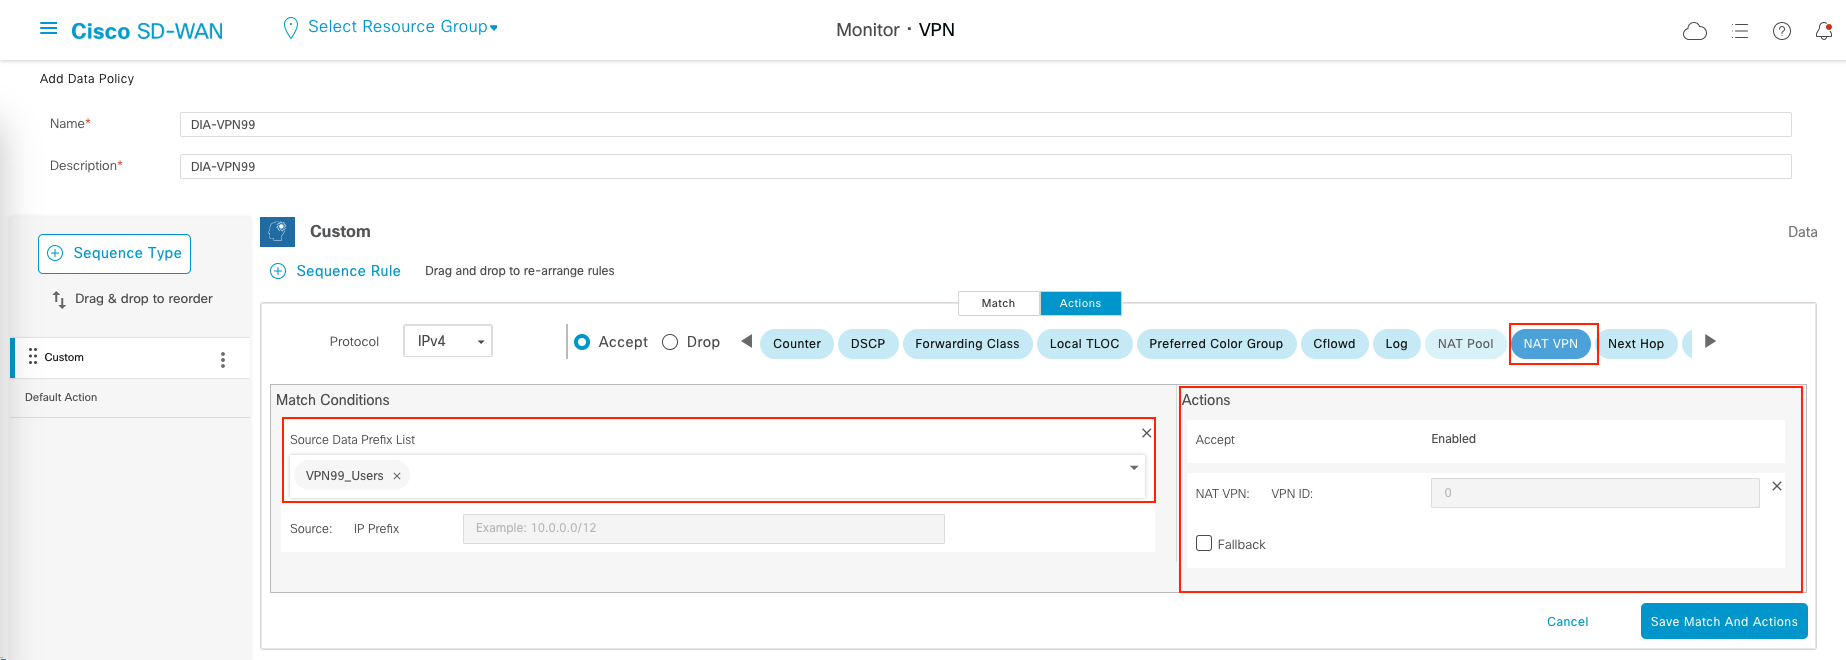 Cisco SD-WAN
Select Resource Group
Monitor · VPN
Add Data Policy
Name*
DIA-VPN99
Description*
DIA-VPN99
Sequence Type
Drag & drop to reorder
Custom
Default Action
Custom
Data
Sequence Rule
Drag and drop to re-arrange rules
Match
Actions
Protocol
IPv4
Accept
Drop
Counter
DSCP
Forwarding Class
Local TLOC
Preferred Color Group
Cflowd
Log
NAT Pool
NAT VPN
Next Hop
Match Conditions
Source Data Prefix List
VPN99_Users
Source: IP Prefix
Example: 10.0.0.0/12
Actions
Accept
Enabled
NAT VPN: VPN ID:
0
Fallback
Cancel
Save Match And Actions